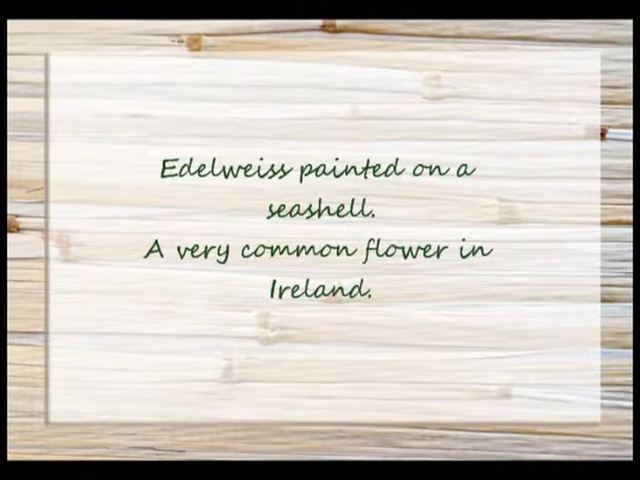 Edelweiss painted on a
seashell.
A very common flower in
Ireland.